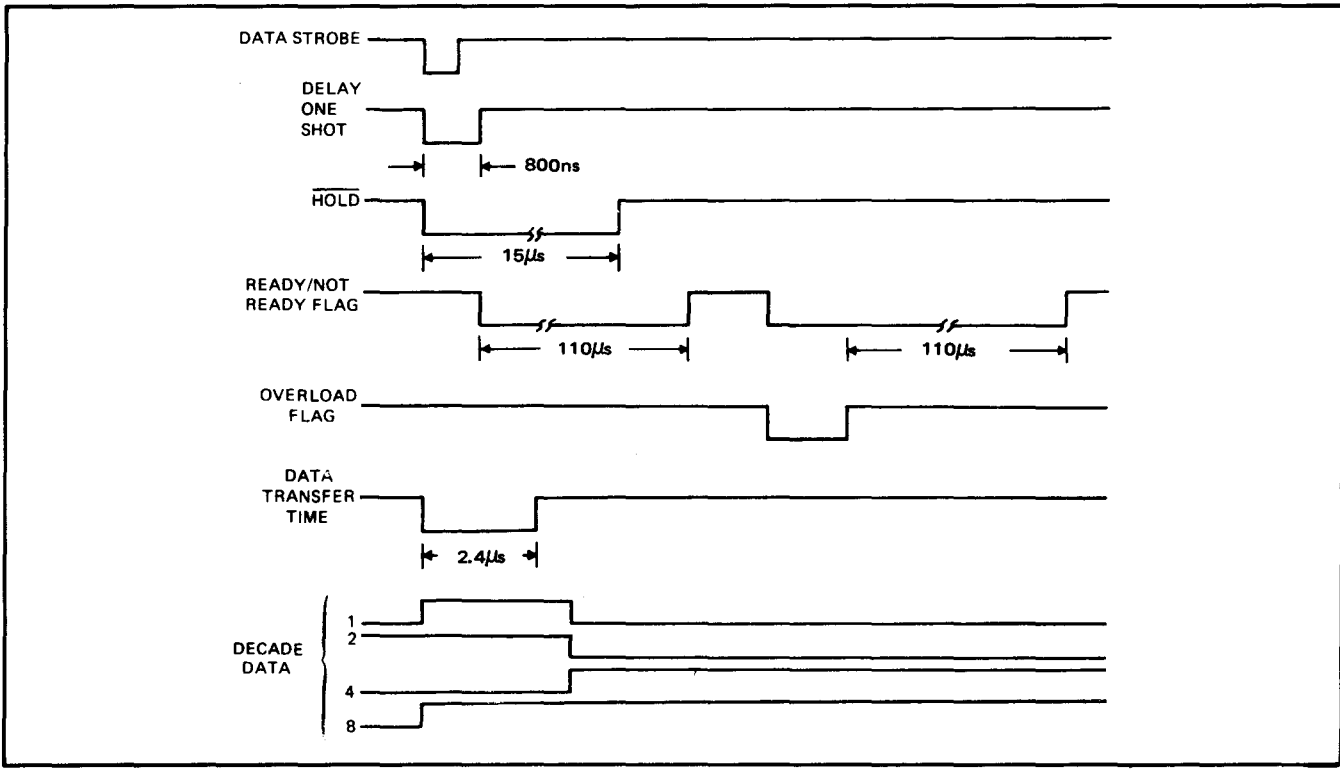 DATA STROBE
DELAY
ONE
SHOT
800ns
HOLD
15µs
READY/NOT
READY FLAG
110µs
110µs
OVERLOAD
FLAG
DATA
TRANSFER
TIME
2.4µs
DECADE
DATA
1
2
4
8